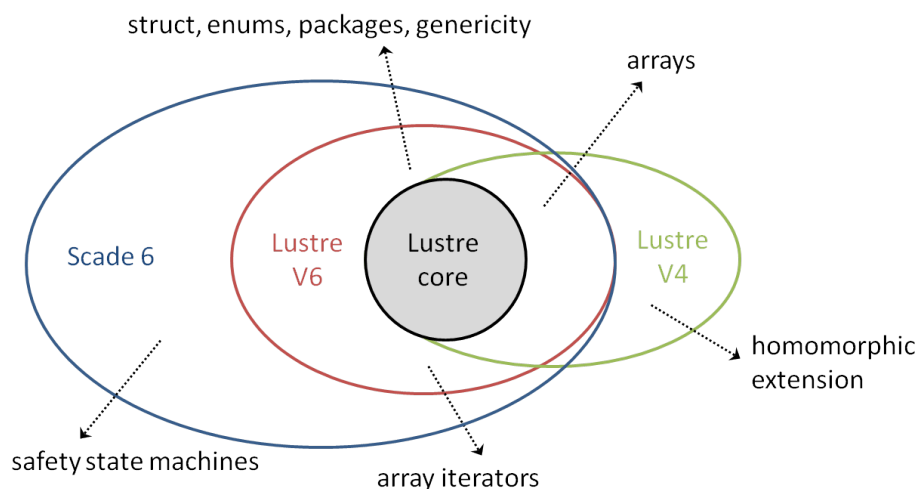 struct, enums, packages, genericity
arrays
Scade 6
Lustre
V6
Lustre
core
Lustre
V4
homomorphic
extension
safety state machines
array iterators